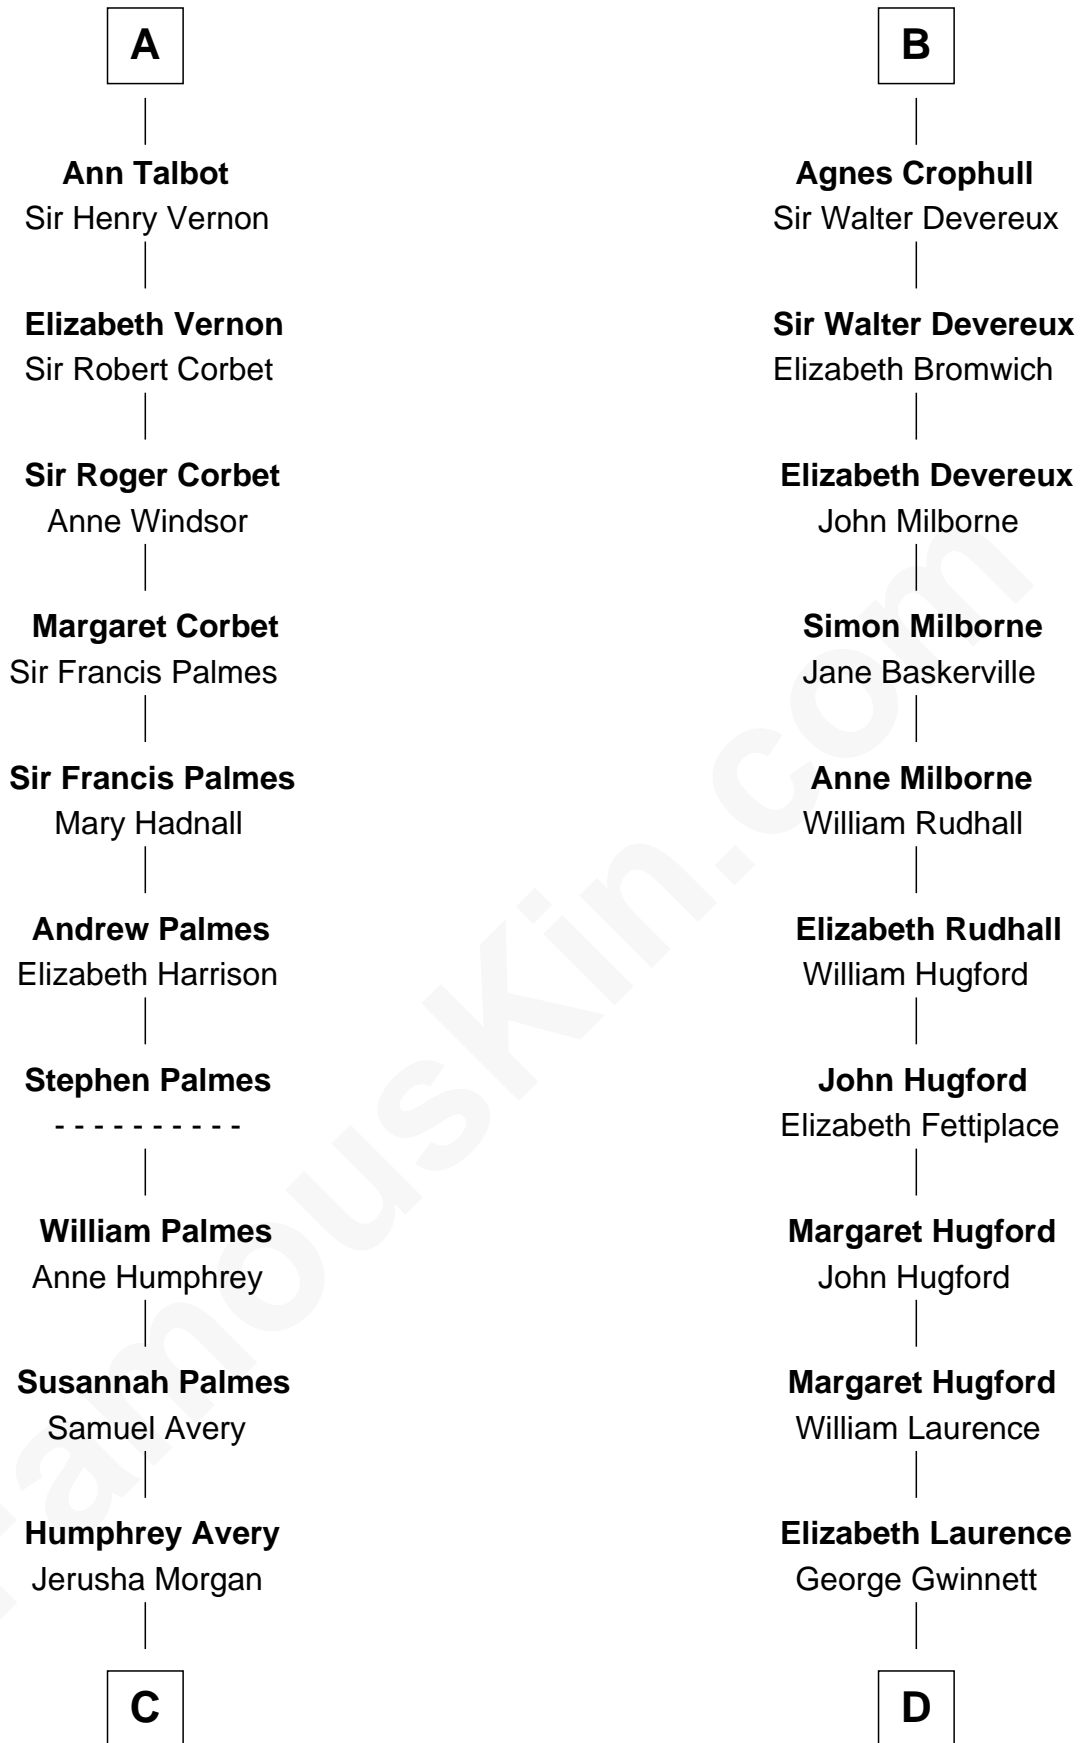 A
Ann Talbot
Sir Henry Vernon
Elizabeth Vernon
Sir Robert Corbet
Sir Roger Corbet
Anne Windsor
Margaret Corbet
Sir Francis Palmes
Sir Francis Palmes
Mary Hadnall
Andrew Palmes
Elizabeth Harrison
Stephen Palmes
- - - - - - - - - -
William Palmes
Anne Humphrey
Susannah Palmes
Samuel Avery
Humphrey Avery
Jerusha Morgan
C
B
Agnes Crophull
Sir Walter Devereux
Sir Walter Devereux
Elizabeth Bromwich
Elizabeth Devereux
John Milborne
Simon Milborne
Jane Baskerville
Anne Milborne
William Rudhall
Elizabeth Rudhall
William Hugford
John Hugford
Elizabeth Fettiplace
Margaret Hugford
John Hugford
Margaret Hugford
William Laurence
Elizabeth Laurence
George Gwinnett
D
FamousKin.com